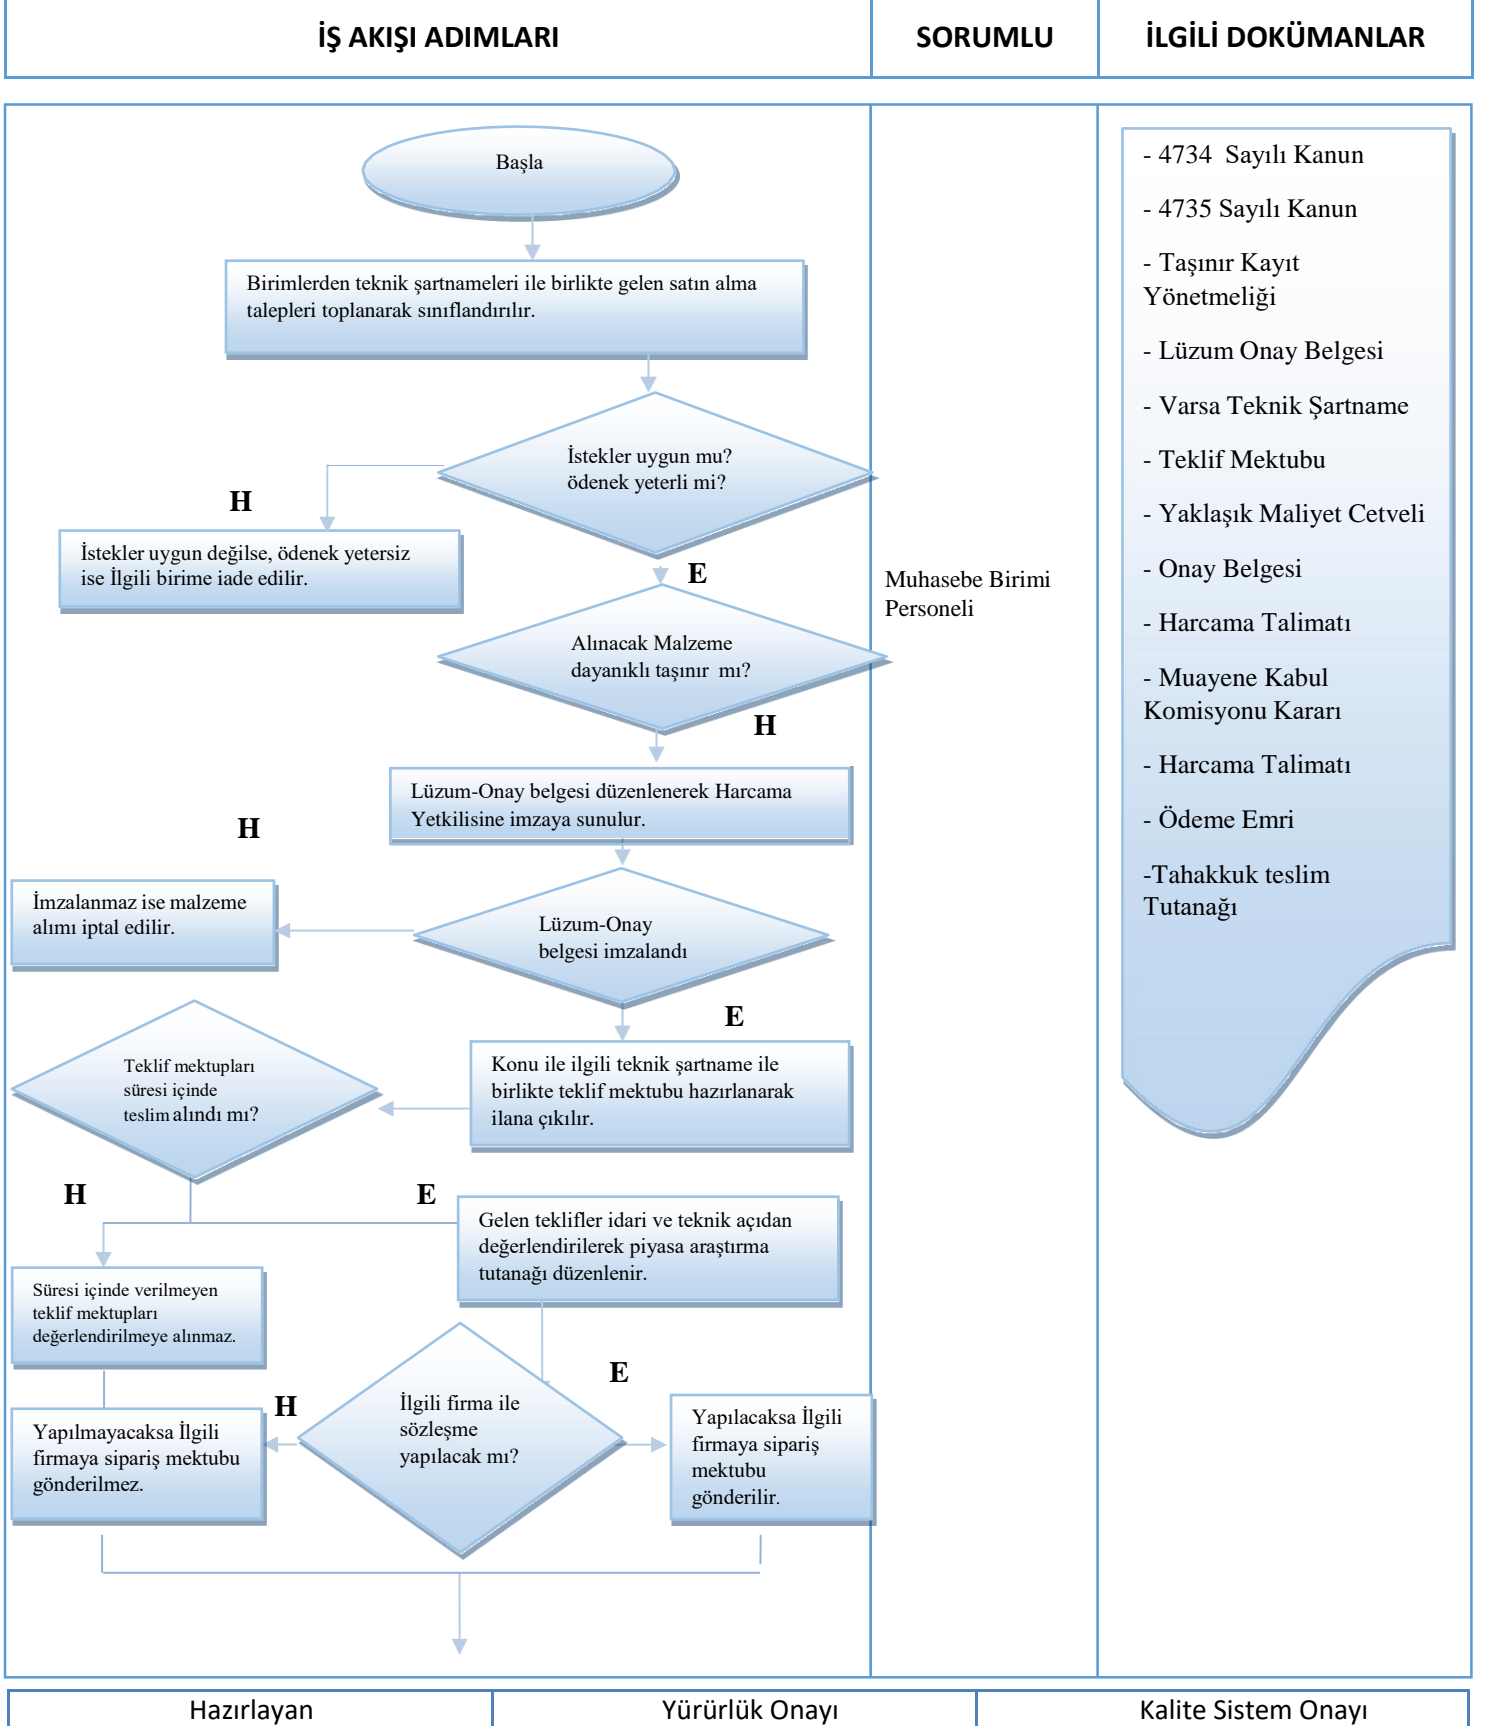 İŞ AKIŞI ADIMLARI
SORUMLU
İLGİLİ DOKÜMANLAR
Başla
Birimlerden teknik şartnameleri ile birlikte gelen satın alma
talepleri toplanarak sınıflandırılır.
İstekler uygun mu?
ödenek yeterli mi?
H
İstekler uygun değilse, ödenek yetersiz
ise İlgili birime iade edilir.
E
Alınacak Malzeme
dayanıklı taşınır mı?
H
Lüzum-Onay belgesi düzenlenerek Harcama
Yetkilisine imzaya sunulur.
H
İmzalanmaz ise malzeme
alımı iptal edilir.
Lüzum-Onay
belgesi imzalandı
E
Konu ile ilgili teknik şartname ile
birlikte teklif mektubu hazırlanarak
ilana çıkılır.
Teklif mektupları
süresi içinde
teslim alındı mı?
H
E
Gelen teklifler idari ve teknik açıdan
değerlendirilerek piyasa araştırma
tutanağı düzenlenir.
Süresi içinde verilmeyen
teklif mektupları
değerlendirilmeye alınmaz.
E
H
İlgili firma ile
sözleşme
yapılacak mı?
Yapılmayacaksa İlgili
firmaya sipariş mektubu
gönderilmez.
Yapılacaksa İlgili
firmaya sipariş
mektubu
gönderilir.
Muhasebe Birimi
Personeli
- 4734 Sayılı Kanun
- 4735 Sayılı Kanun
- Taşınır Kayıt
Yönetmeliği
- Lüzum Onay Belgesi
- Varsa Teknik Şartname
- Teklif Mektubu
- Yaklaşık Maliyet Cetveli
- Onay Belgesi
- Harcama Talimatı
- Muayene Kabul
Komisyonu Kararı
- Harcama Talimatı
- Ödeme Emri
-Tahakkuk teslim
Tutanağı
Hazırlayan
Yürürlük Onayı
Kalite Sistem Onayı